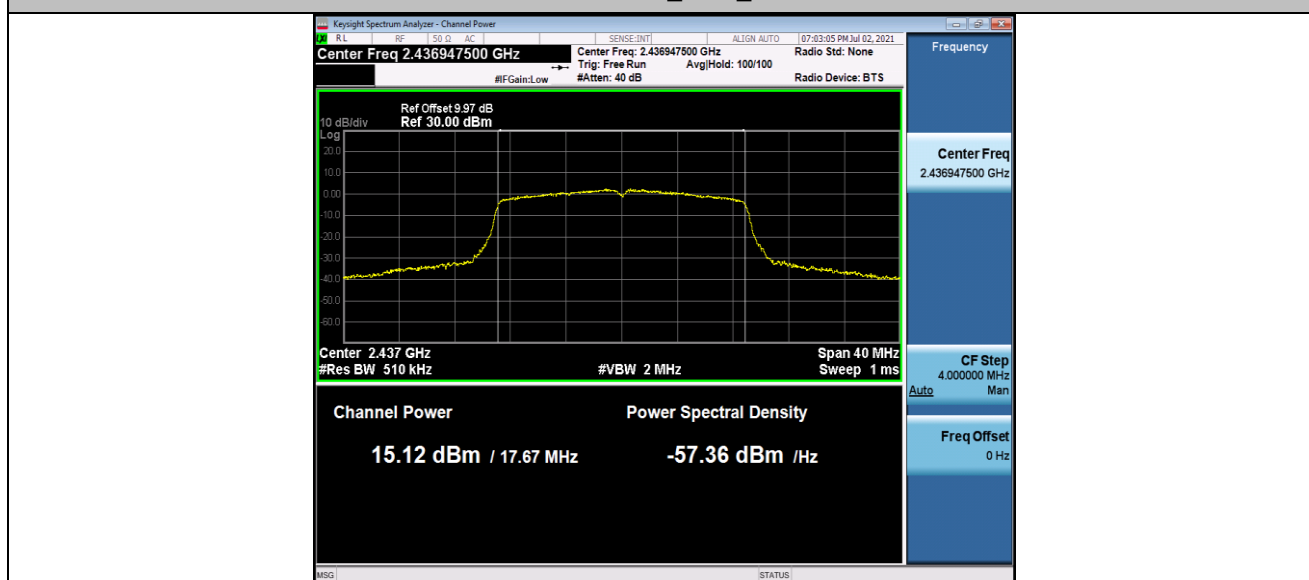 Keysight Spectrum Analyzer - Channel Power
RL RF 50 Ω AC SENSE:INT ALIGN AUTO 07:03:05 PM Jul 02, 2021
Center Freq 2.436947500 GHz
Center Freq: 2.436947500 GHz Radio Std: None
Trig: Free Run Avg|Hold: 100/100
#IFGain:Low #Atten: 40 dB Radio Device: BTS
Frequency
Ref Offset 9.97 dB
10 dB/div Ref 30.00 dBm
Log
20.0
10.0
0.00
-10.0
-20.0
-30.0
-40.0
-50.0
-60.0
Center 2.437 GHz Span 40 MHz
#Res BW 510 kHz #VBW 2 MHz Sweep 1 ms
Channel Power Power Spectral Density
15.12 dBm / 17.67 MHz -57.36 dBm /Hz
Center Freq
2.436947500 GHz
CF Step
4.000000 MHz
Auto Man
Freq Offset
0 Hz
MSG STATUS